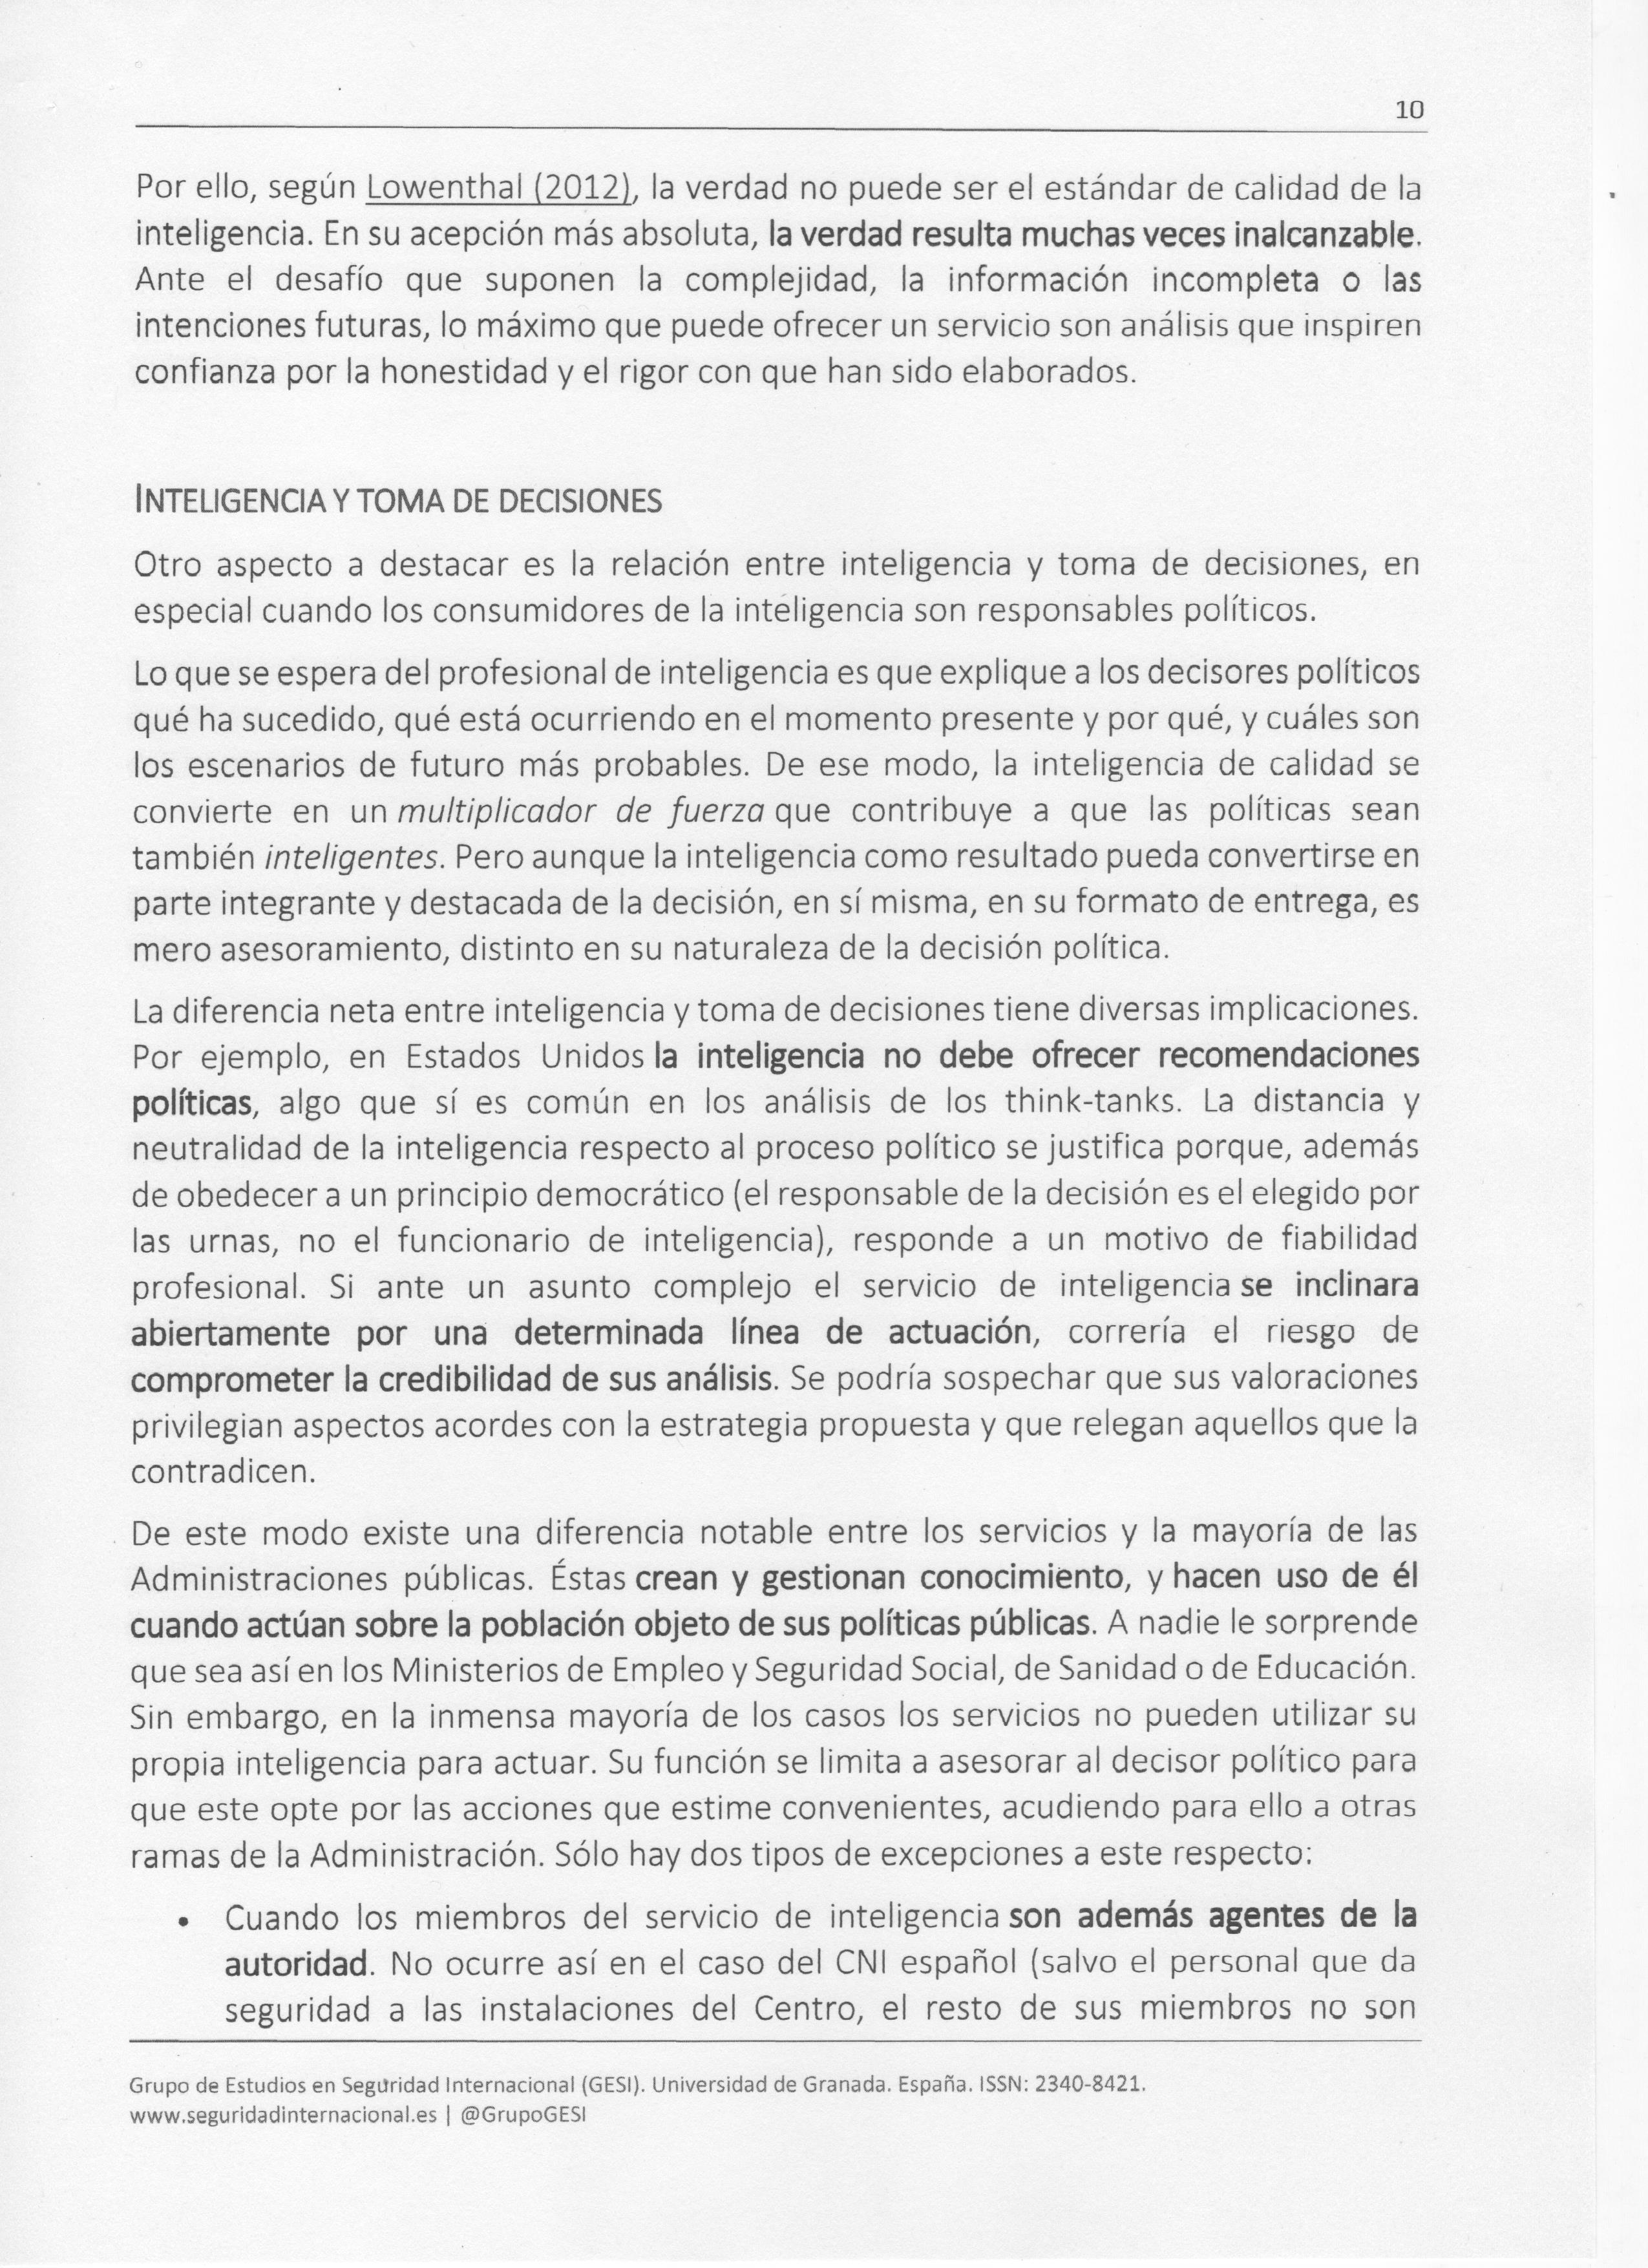 10
Por ello, según Lowenthal (2012), la verdad no puede ser el estándar de calidad de la
inteligencia. En su acepción más absoluta, la verdad resulta muchas veces inalcanzable.
Ante el desafío que suponen la complejidad, la información incompleta o las
intenciones futuras, lo máximo que puede ofrecer un servicio son análisis que inspiren
confianza por la honestidad y el rigor con que han sido elaborados.
INTELIGENCIA Y TOMA DE DECISIONES
Otro aspecto a destacar es la relación entre inteligencia y toma de decisiones, en
especial cuando los consumidores de la inteligencia son responsables políticos.
Lo que se espera del profesional de inteligencia es que explique a los decisores políticos
qué ha sucedido, qué está ocurriendo en el momento presente y por qué, y cuáles son
los escenarios de futuro más probables. De ese modo, la inteligencia de calidad se
convierte en un multiplicador de fuerza que contribuye a que las políticas sean
también inteligentes. Pero aunque la inteligencia como resultado pueda convertirse en
parte integrante y destacada de la decisión, en sí misma, en su formato de entrega, es
mero asesoramiento, distinto en su naturaleza de la decisión política.
La diferencia neta entre inteligencia y toma de decisiones tiene diversas implicaciones.
Por ejemplo, en Estados Unidos la inteligencia no debe ofrecer recomendaciones
políticas, algo que sí es común en los análisis de los think-tanks. La distancia y
neutralidad de la inteligencia respecto al proceso político se justifica porque, además
de obedecer a un principio democrático (el responsable de la decisión es el elegido por
las urnas, no el funcionario de inteligencia), responde a un motivo de fiabilidad
profesional. Si ante un asunto complejo el servicio de inteligencia se inclinara
abiertamente por una determinada línea de actuación, correría el riesgo de
comprometer la credibilidad de sus análisis. Se podría sospechar que sus valoraciones
privilegian aspectos acordes con la estrategia propuesta y que relegan aquellos que la
contradicen.
De este modo existe una diferencia notable entre los servicios y la mayoría de las
Administraciones públicas. Éstas crean y gestionan conocimiento, y hacen uso de él
cuando actúan sobre la población objeto de sus políticas públicas. A nadie le sorprende
que sea así en los Ministerios de Empleo y Seguridad Social, de Sanidad o de Educación.
Sin embargo, en la inmensa mayoría de los casos los servicios no pueden utilizar su
propia inteligencia para actuar. Su función se limita a asesorar al decisor político para
que este opte por las acciones que estime convenientes, acudiendo para ello a otras
ramas de la Administración. Sólo hay dos tipos de excepciones a este respecto:
• Cuando los miembros del servicio de inteligencia son además agentes de la
autoridad. No ocurre así en el caso del CNI español (salvo el personal que da
seguridad a las instalaciones del Centro, el resto de sus miembros no son
Grupo de Estudios en Seguridad Internacional (GESI). Universidad de Granada. España. ISSN: 2340-8421.
www.seguridadinternacional.es | @GrupoGESI